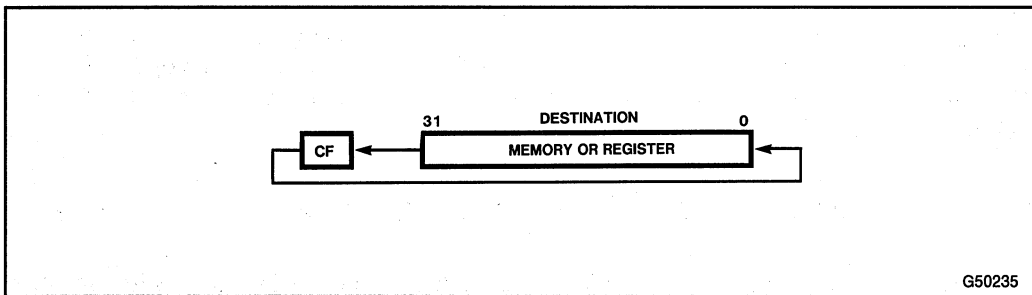 31 DESTINATION 0
CF MEMORY OR REGISTER
G50235